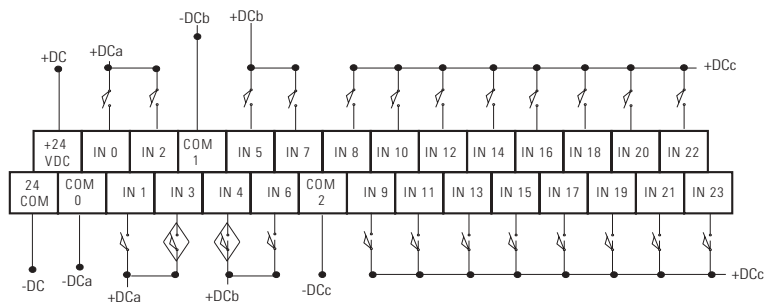 -DCb
+DCb
+DC
+DCa
+DCc
+24 VDC
IN 0
IN 2
COM 1
IN 5
IN 7
IN 8
IN 10
IN 12
IN 14
IN 16
IN 18
IN 20
IN 22
24 COM
COM 0
IN 1
IN 3
IN 4
IN 6
COM 2
IN 9
IN 11
IN 13
IN 15
IN 17
IN 19
IN 21
IN 23
-DC
-DCa
+DCa
+DCb
-DCc
+DCc